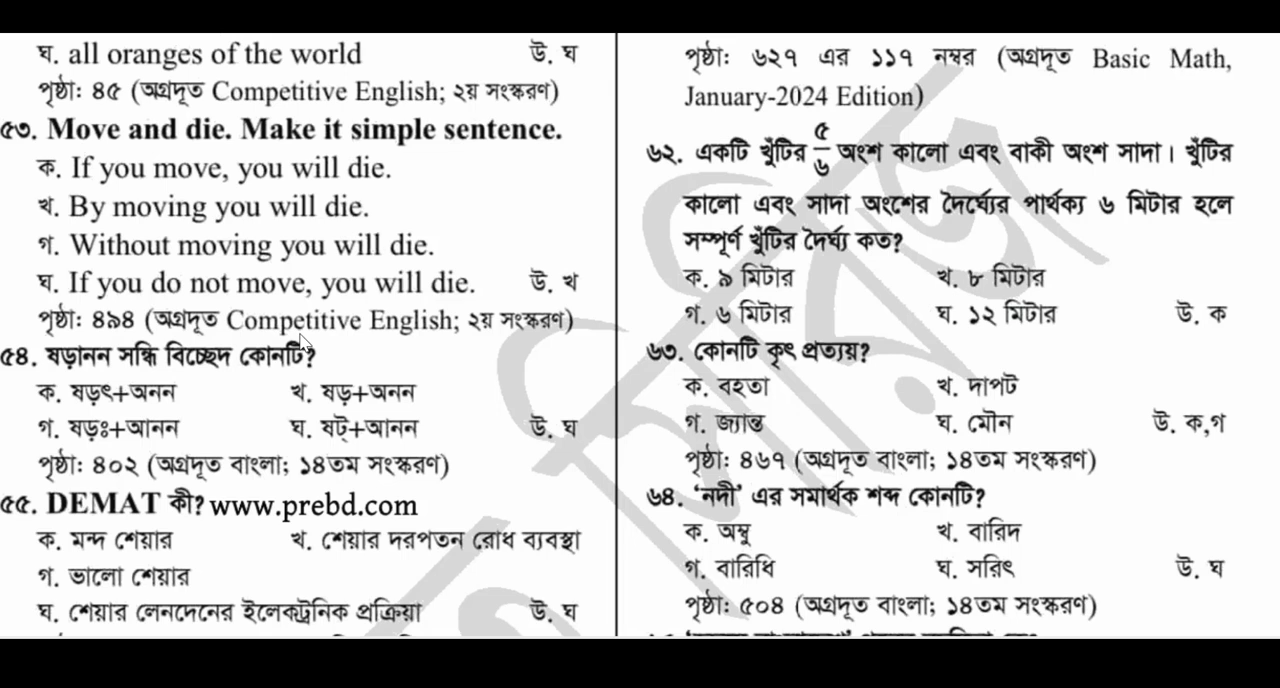 ঘ. all oranges of the world উ. ঘ
পৃষ্ঠা: ৪৫ (অগ্রদূত Competitive English; ২য় সংস্করণ)
৫৩. Move and die. Make it simple sentence.
ক. If you move, you will die.
খ. By moving you will die.
গ. Without moving you will die.
ঘ. If you do not move, you will die. উ. খ
পৃষ্ঠা: ৪৯৪ (অগ্রদূত Competitive English; ২য় সংস্করণ)
৫৪. ষড়ানন সন্ধি বিচ্ছেদ কোনটি?
ক. ষড়ৎ+অনন খ. ষড়+অনন
গ. ষড়ঃ+আনন ঘ. ষট্+আনন উ. ঘ
পৃষ্ঠা: ৪০২ (অগ্রদূত বাংলা; ১৪তম সংস্করণ)
৫৫. DEMAT কী? www.prebd.com
ক. মন্দ শেয়ার খ. শেয়ার দরপতন রোধ ব্যবস্থা
গ. ভালো শেয়ার
ঘ. শেয়ার লেনদেনের ইলেকট্রনিক প্রক্রিয়া উ. ঘ
পৃষ্ঠা: ৬২৭ এর ১১৭ নম্বর (অগ্রদূত Basic Math,
January-2024 Edition)
৬২. একটি খুঁটির ৫/৬ অংশ কালো এবং বাকী অংশ সাদা। খুঁটির
কালো এবং সাদা অংশের দৈর্ঘ্যের পার্থক্য ৬ মিটার হলে
সম্পূর্ণ খুঁটির দৈর্ঘ্য কত?
ক. ৯ মিটার খ. ৮ মিটার
গ. ৬ মিটার ঘ. ১২ মিটার উ. ক
৬৩. কোনটি কৃৎ প্রত্যয়?
ক. বহতা খ. দাপট
গ. জ্যান্ত ঘ. মৌন উ. ক,গ
পৃষ্ঠা: ৪৬৭ (অগ্রদূত বাংলা; ১৪তম সংস্করণ)
৬৪. ‘নদী’ এর সমার্থক শব্দ কোনটি?
ক. অম্বু খ. বারিদ
গ. বারিধি ঘ. সরিৎ উ. ঘ
পৃষ্ঠা: ৫০৪ (অগ্রদূত বাংলা; ১৪তম সংস্করণ)
সিরিজ